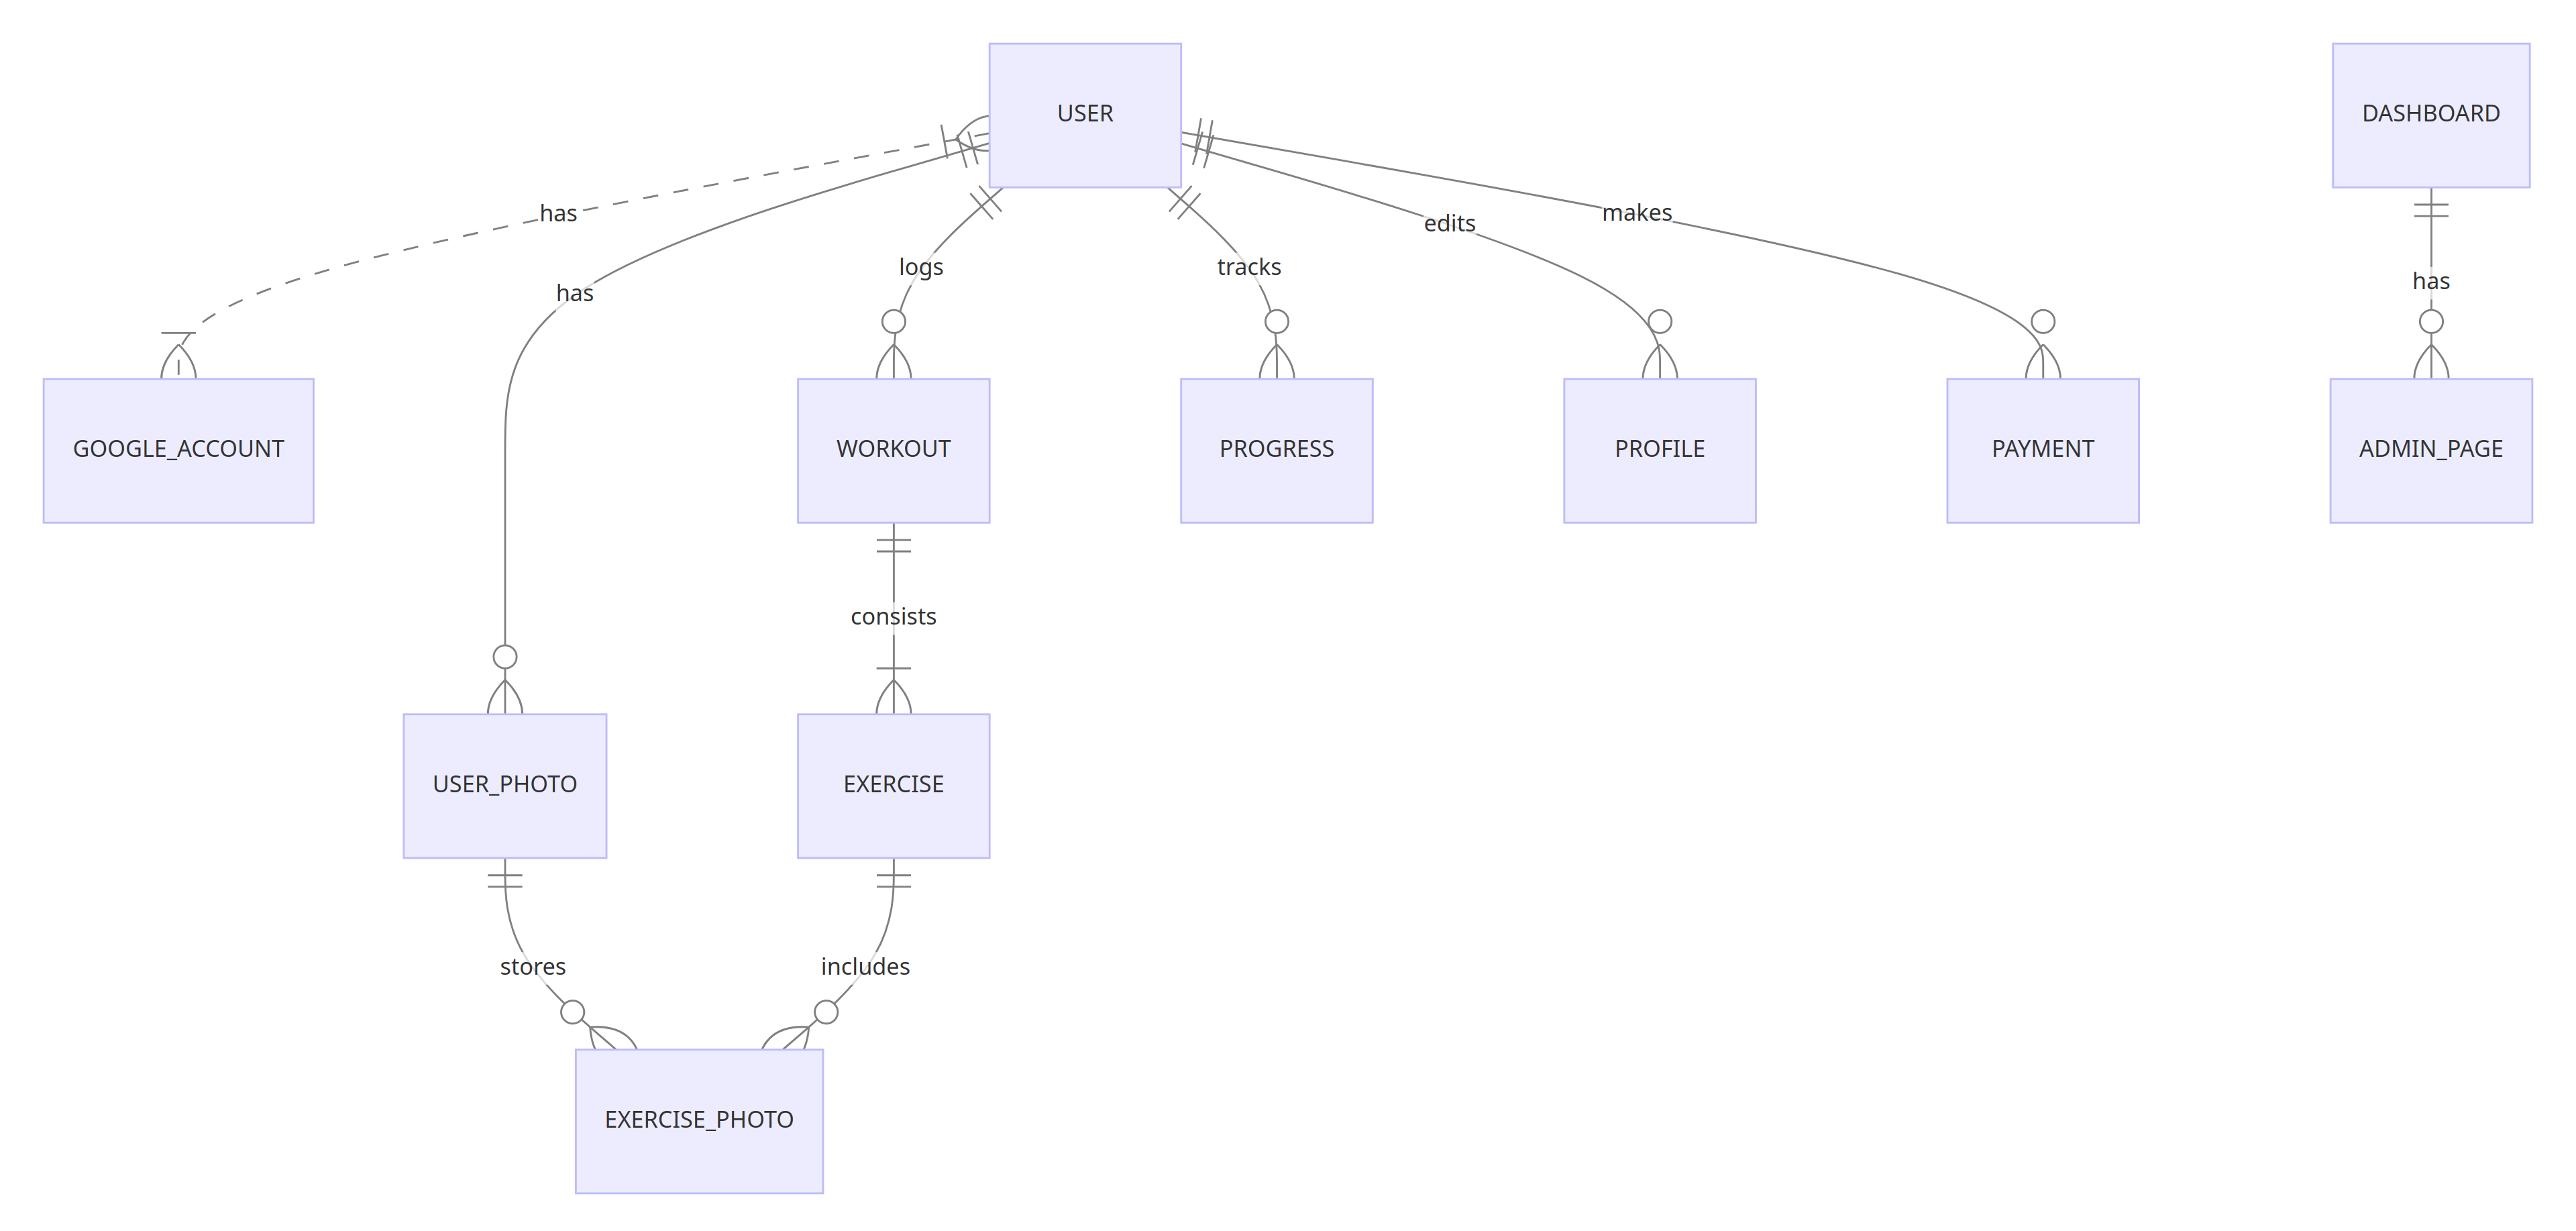 USER
DASHBOARD
has
makes
edits
logs
tracks
has
has
GOOGLE_ACCOUNT
WORKOUT
PROGRESS
PROFILE
PAYMENT
ADMIN_PAGE
consists
USER_PHOTO
EXERCISE
stores
includes
EXERCISE_PHOTO